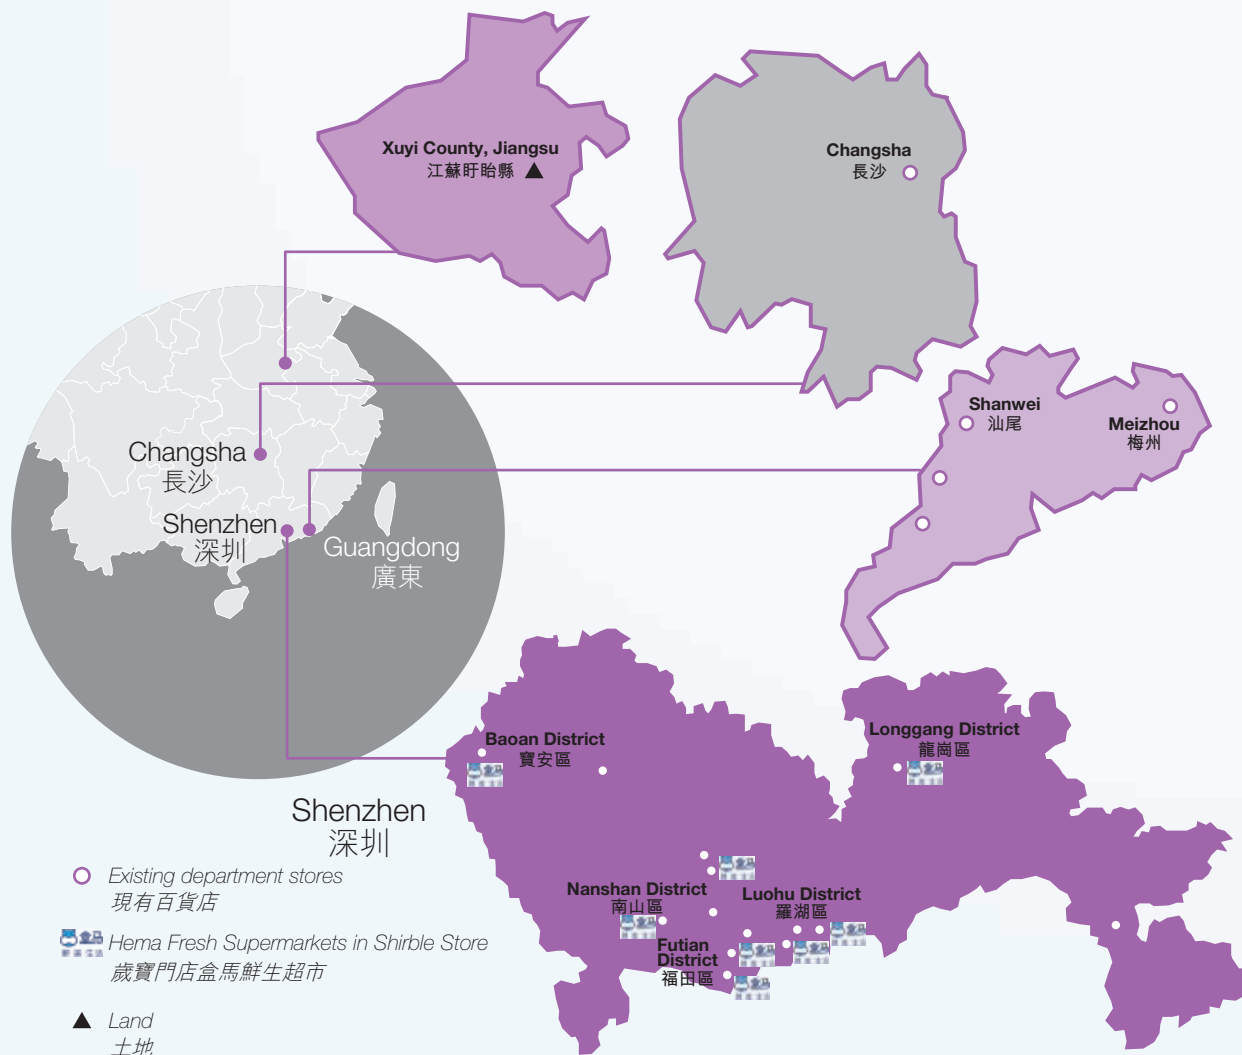 Xuyi County, Jiangsu
江蘇盱眙縣
Changsha
長沙
Shanwei
汕尾
Meizhou
梅州
Changsha
長沙
Shenzhen
深圳
Guangdong
廣東
Baoan District
寶安區
Longgang District
龍崗區
Shenzhen
深圳
Nanshan District
南山區
Luohu District
羅湖區
Futian
District
福田區
Existing department stores
現有百貨店
Hema Fresh Supermarkets in Shirble Store
歲寶門店盒馬鮮生超市
Land
土地